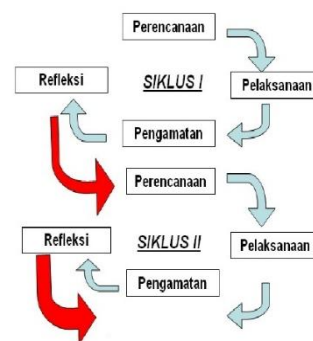 Perencanaan
Refleksi
SIKLUS I
Pelaksanaan
Pengamatan
Perencanaan
Refleksi
SIKLUS II
Pelaksanaan
Pengamatan